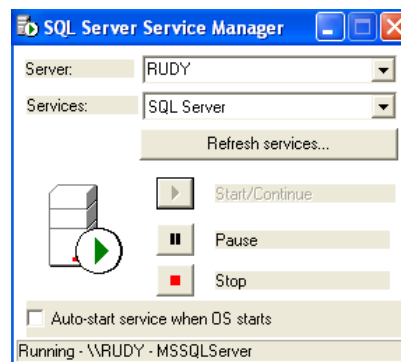 SQL Server Service Manager
Server: RUDY
Services: SQL Server
Refresh services...
Start/Continue
Pause
Stop
Auto-start service when OS starts
Running - \\RUDY - MSSQLServer